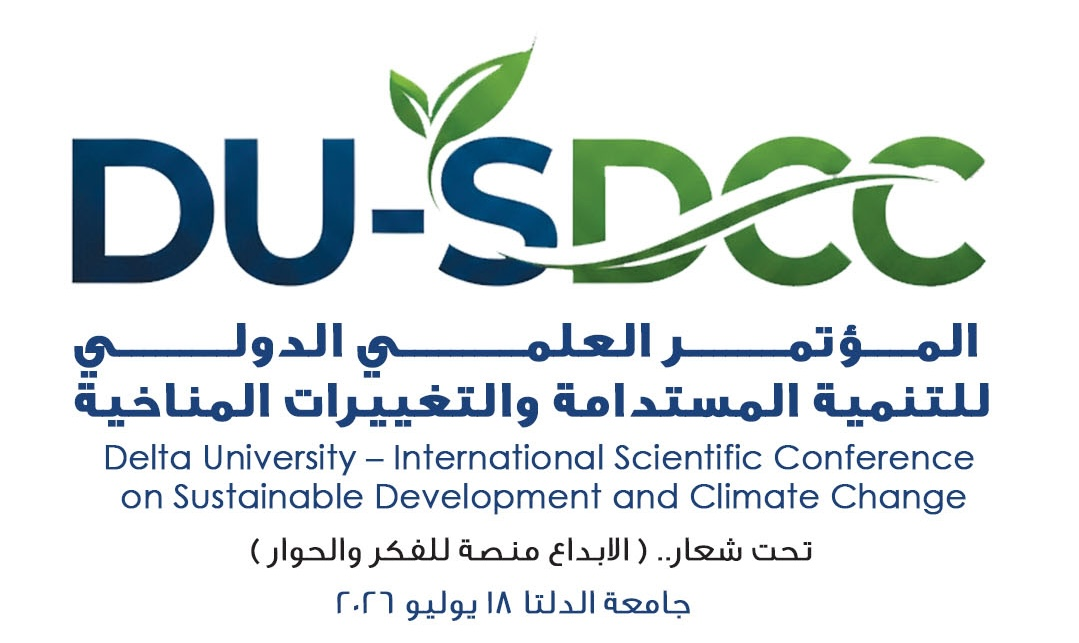 DU-SDCC
المؤتمر العلمي الدولي
للتنمية المستدامة والتغييرات المناخية
Delta University – International Scientific Conference
on Sustainable Development and Climate Change
تحت شعار.. ( الابداع منصة للفكر والحوار )
جامعة الدلتا ١٨ يوليو ٢٠٢٦